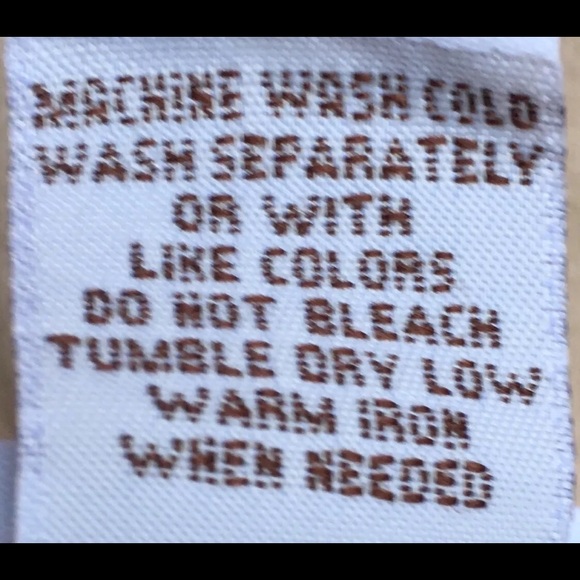 MACHINE WASH COLD
WASH SEPARATELY
OR WITH
LIKE COLORS
DO NOT BLEACH
TUMBLE DRY LOW
WARM IRON
WHEN NEEDED